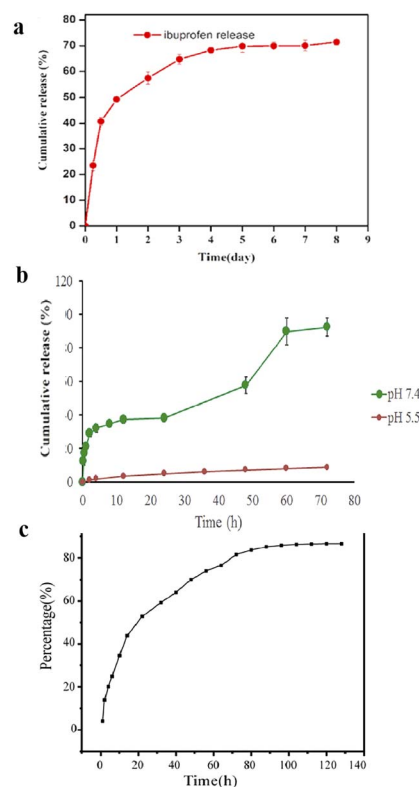 a
ibuprofen release
Cumulative release (%)
80
70
60
50
40
30
20
10
0
0 1 2 3 4 5 6 7 8 9
Time(day)
b
Cumulative release (%)
120
0
0 10 20 30 40 50 60 70 80
Time (h)
pH 7.4
pH 5.5
c
Percentage(%)
80
60
40
20
0
0 20 40 60 80 100 120 140
Time(h)